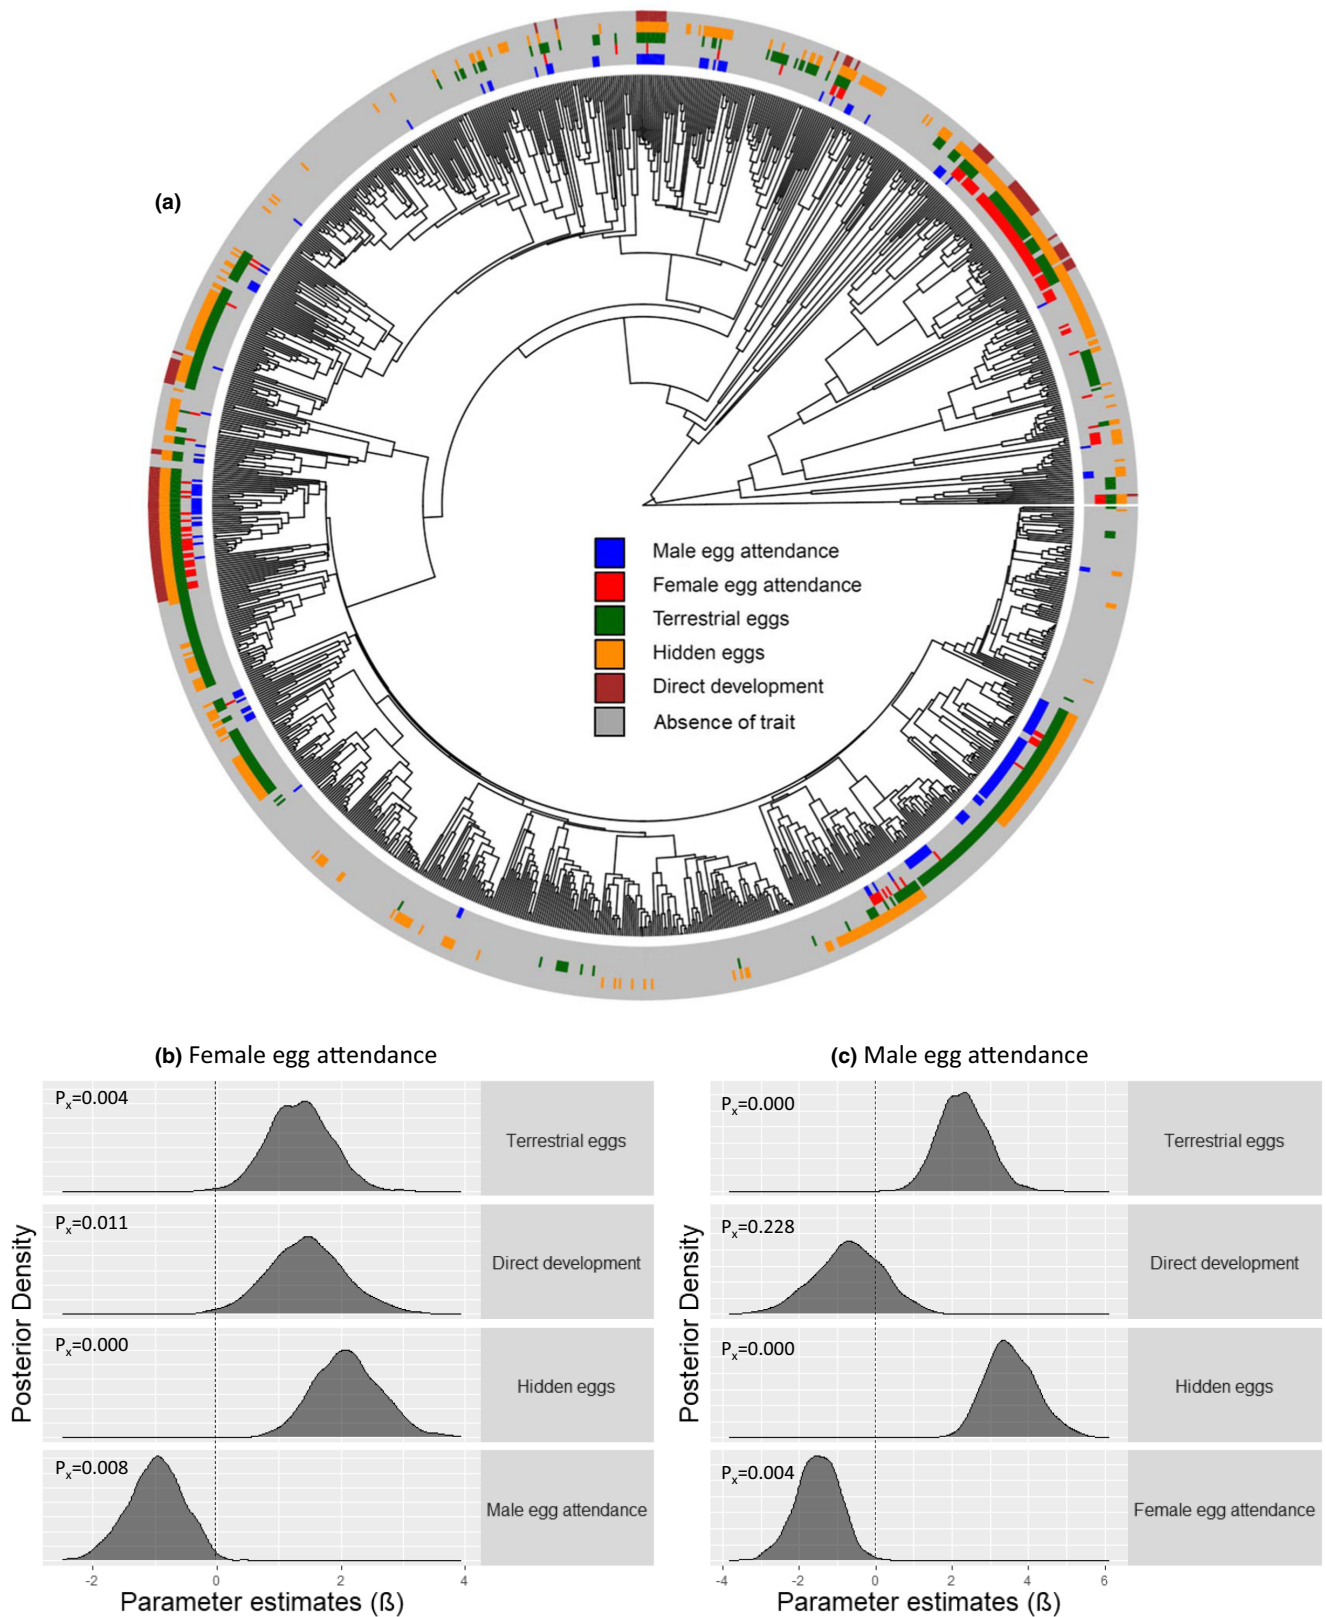 (a)
Male egg attendance
Female egg attendance
Terrestrial eggs
Hidden eggs
Direct development
Absence of trait
(b) Female egg attendance
Posterior Density
Px=0.004
Terrestrial eggs
Px=0.011
Direct development
Px=0.000
Hidden eggs
Px=0.008
Male egg attendance
-2 0 2 4
Parameter estimates (ß)
(c) Male egg attendance
Posterior Density
Px=0.000
Terrestrial eggs
Px=0.228
Direct development
Px=0.000
Hidden eggs
Px=0.004
Female egg attendance
-4 -2 0 2 4 6
Parameter estimates (ß)